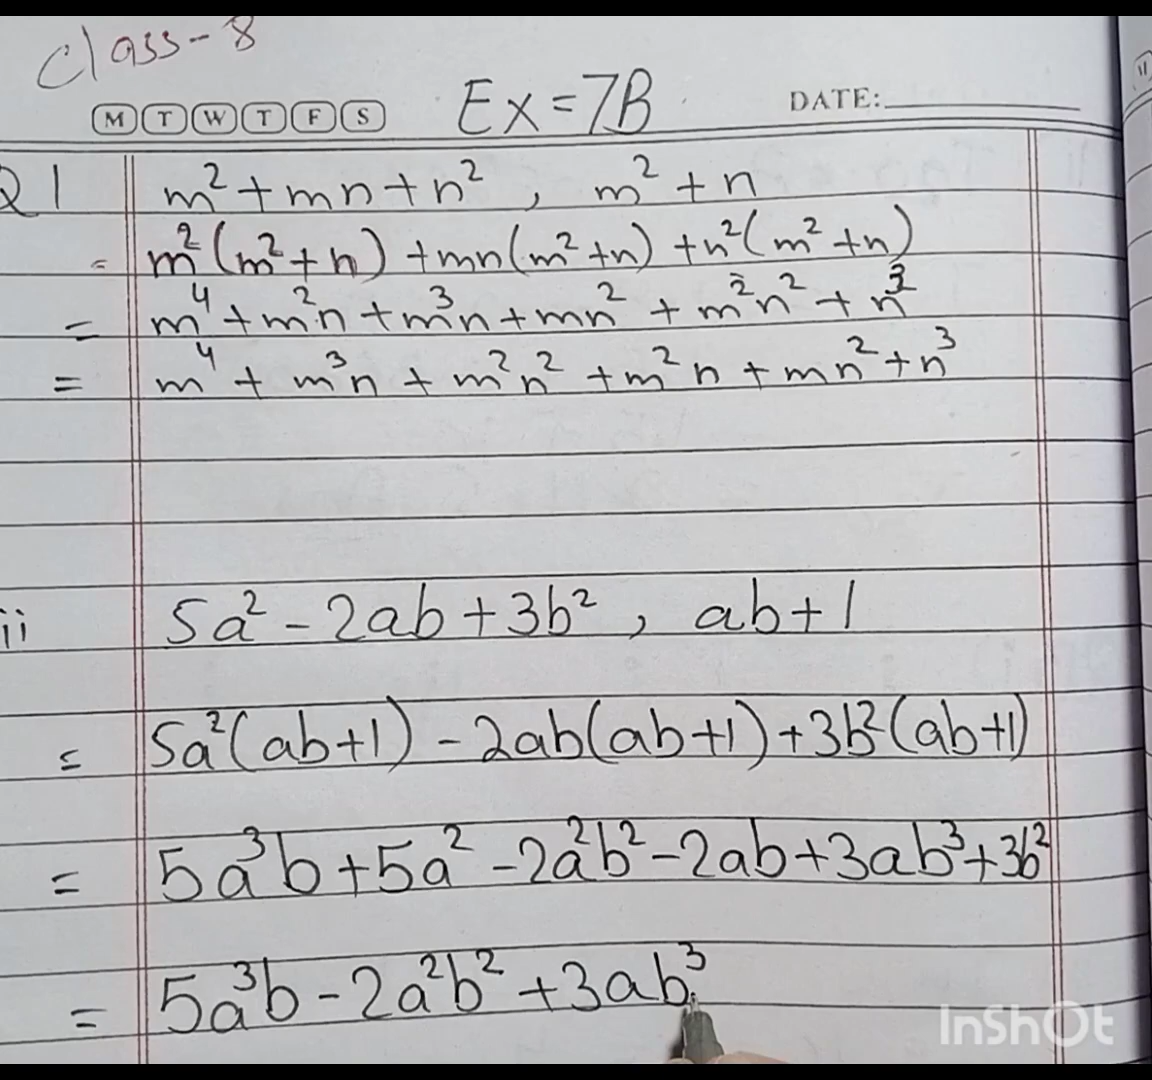 Class-8
M T W T F S Ex=7B DATE:
Q1 m²+mn+n², m²+n
= m²(m²+n)+mn(m²+n)+n²(m²+n)
= m⁴+m²n+m³n+mn²+m²n²+n³
= m⁴+m³n+m²n²+m²n+mn²+n³
ii 5a²-2ab+3b², ab+1
= 5a²(ab+1)-2ab(ab+1)+3b²(ab+1)
= 5a³b+5a²-2a²b²-2ab+3ab³+3b²
= 5a³b-2a²b²+3ab³
InShOt